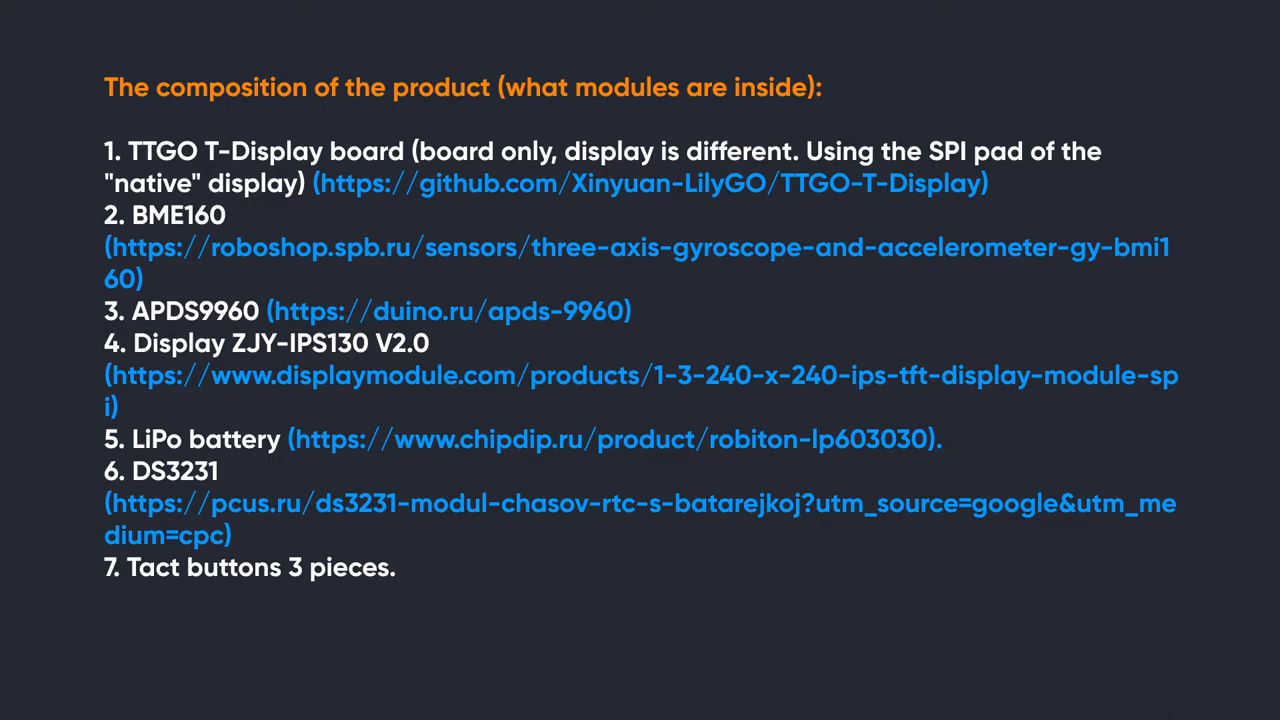 The composition of the product (what modules are inside):
1. TTGO T-Display board (board only, display is different. Using the SPI pad of the
"native" display) (https://github.com/Xinyuan-LilyGO/TTGO-T-Display)
2. BME160
(https://roboshop.spb.ru/sensors/three-axis-gyroscope-and-accelerometer-gy-bmi1
60)
3. APDS9960 (https://duino.ru/apds-9960)
4. Display ZJY-IPS130 V2.0
(https://www.displaymodule.com/products/1-3-240-x-240-ips-tft-display-module-sp
i)
5. LiPo battery (https://www.chipdip.ru/product/robiton-lp603030).
6. DS3231
(https://pcus.ru/ds3231-modul-chasov-rtc-s-batarejkoj?utm_source=google&utm_me
dium=cpc)
7. Tact buttons 3 pieces.